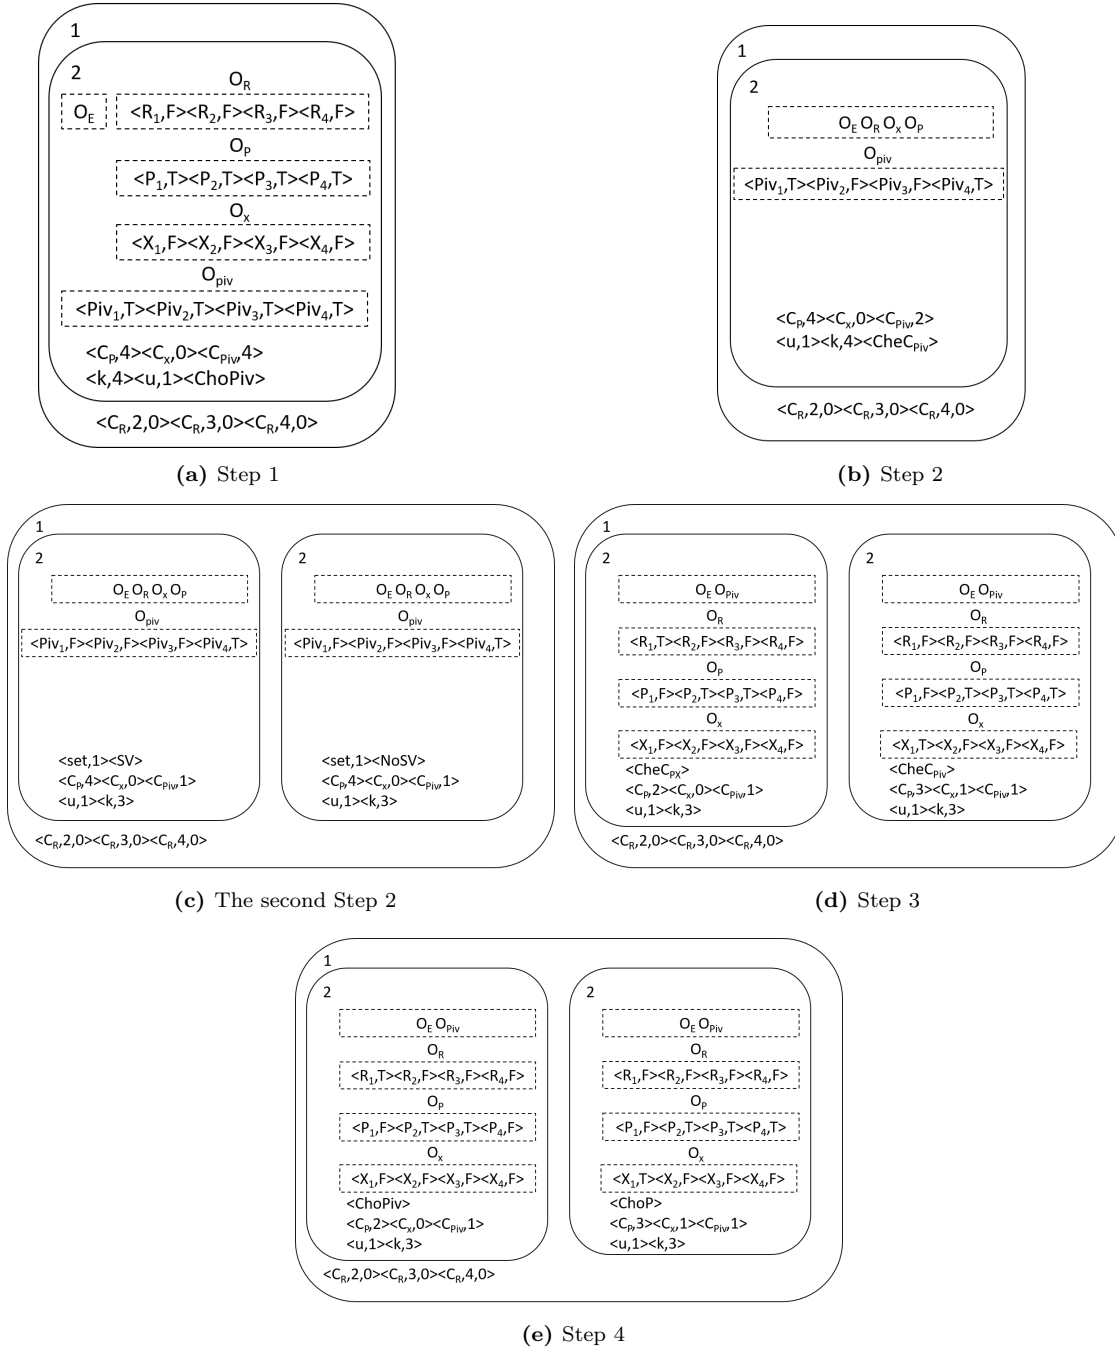 1
2
O_R
O_E <R_1,F><R_2,F><R_3,F><R_4,F>
O_P
<P_1,T><P_2,T><P_3,T><P_4,T>
O_x
<X_1,F><X_2,F><X_3,F><X_4,F>
O_piv
<Piv_1,T><Piv_2,T><Piv_3,T><Piv_4,T>
<C_P,4><C_x,0><C_Piv,4>
<k,4><u,1><ChoPiv>
<C_R,2,0><C_R,3,0><C_R,4,0>
(a) Step 1
1
2
O_E O_R O_x O_P
O_piv
<Piv_1,T><Piv_2,F><Piv_3,F><Piv_4,T>
<C_P,4><C_x,0><C_Piv,2>
<u,1><k,4><CheC_Piv>
<C_R,2,0><C_R,3,0><C_R,4,0>
(b) Step 2
1
2
O_E O_R O_x O_P
O_piv
<Piv_1,F><Piv_2,F><Piv_3,F><Piv_4,T>
<set,1><SV>
<C_P,4><C_x,0><C_Piv,1>
<u,1><k,3>
2
O_E O_R O_x O_P
O_piv
<Piv_1,F><Piv_2,F><Piv_3,F><Piv_4,T>
<set,1><NoSV>
<C_P,4><C_x,0><C_Piv,1>
<u,1><k,3>
<C_R,2,0><C_R,3,0><C_R,4,0>
(c) The second Step 2
1
2
O_E O_Piv
O_R
<R_1,T><R_2,F><R_3,F><R_4,F>
O_P
<P_1,F><P_2,T><P_3,T><P_4,F>
O_x
<X_1,F><X_2,F><X_3,F><X_4,F>
<CheC_PX>
<C_P,2><C_x,0><C_Piv,1>
<u,1><k,3>
2
O_E O_Piv
O_R
<R_1,F><R_2,F><R_3,F><R_4,F>
O_P
<P_1,F><P_2,T><P_3,T><P_4,T>
O_x
<X_1,T><X_2,F><X_3,F><X_4,F>
<CheC_Piv>
<C_P,3><C_x,1><C_Piv,1>
<u,1><k,3>
<C_R,2,0><C_R,3,0><C_R,4,0>
(d) Step 3
1
2
O_E O_Piv
O_R
<R_1,T><R_2,F><R_3,F><R_4,F>
O_P
<P_1,F><P_2,T><P_3,T><P_4,F>
O_x
<X_1,F><X_2,F><X_3,F><X_4,F>
<ChoPiv>
<C_P,2><C_x,0><C_Piv,1>
<u,1><k,3>
2
O_E O_Piv
O_R
<R_1,F><R_2,F><R_3,F><R_4,F>
O_P
<P_1,F><P_2,T><P_3,T><P_4,T>
O_x
<X_1,T><X_2,F><X_3,F><X_4,F>
<ChoP>
<C_P,3><C_x,1><C_Piv,1>
<u,1><k,3>
<C_R,2,0><C_R,3,0><C_R,4,0>
(e) Step 4